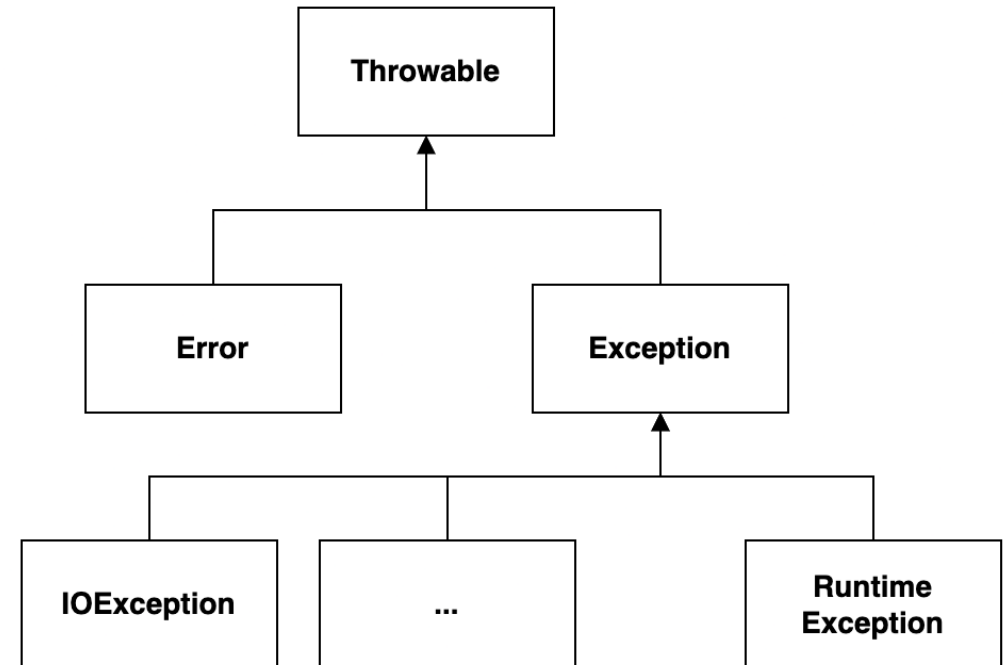 Throwable
Error
Exception
IOException
...
Runtime
Exception